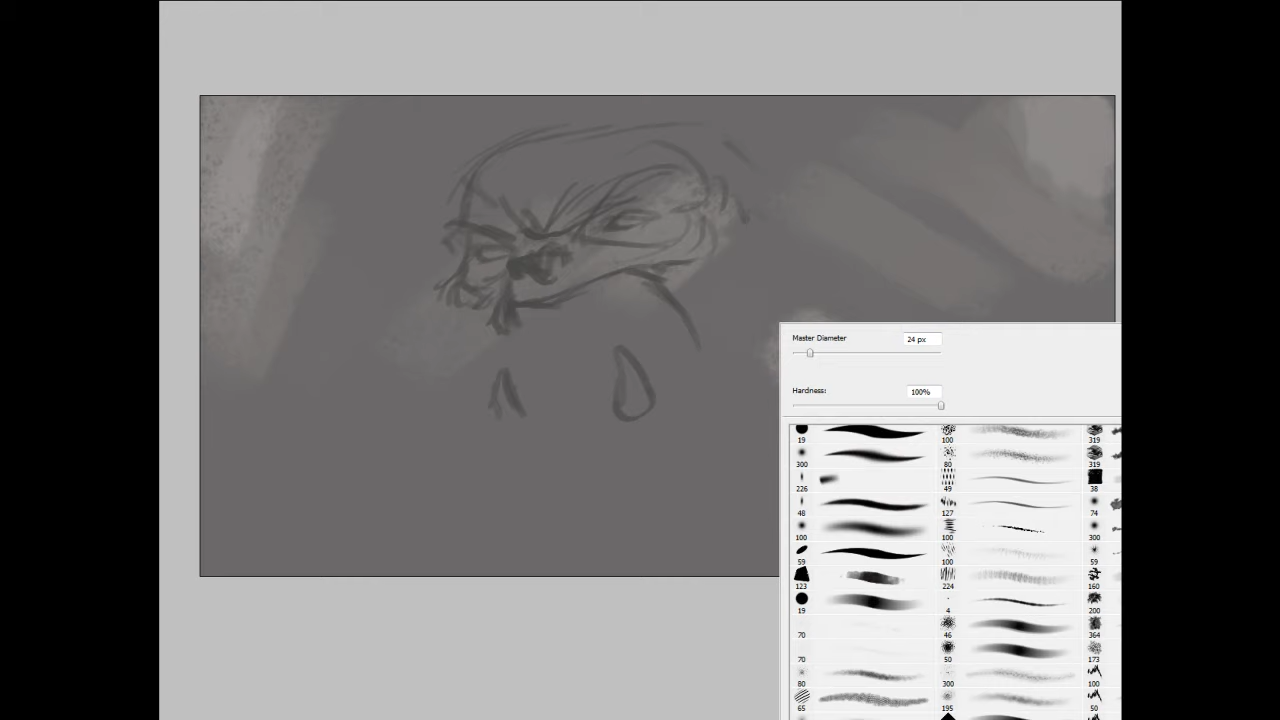 Master Diameter 24 px
Hardness: 100%
19 100 319
300 80 319
226 49 38
48 127 74
100 100 300
59 100 59
123 224 160
19 4 200
70 46 364
70 50 173
80 300 100
65 195 50